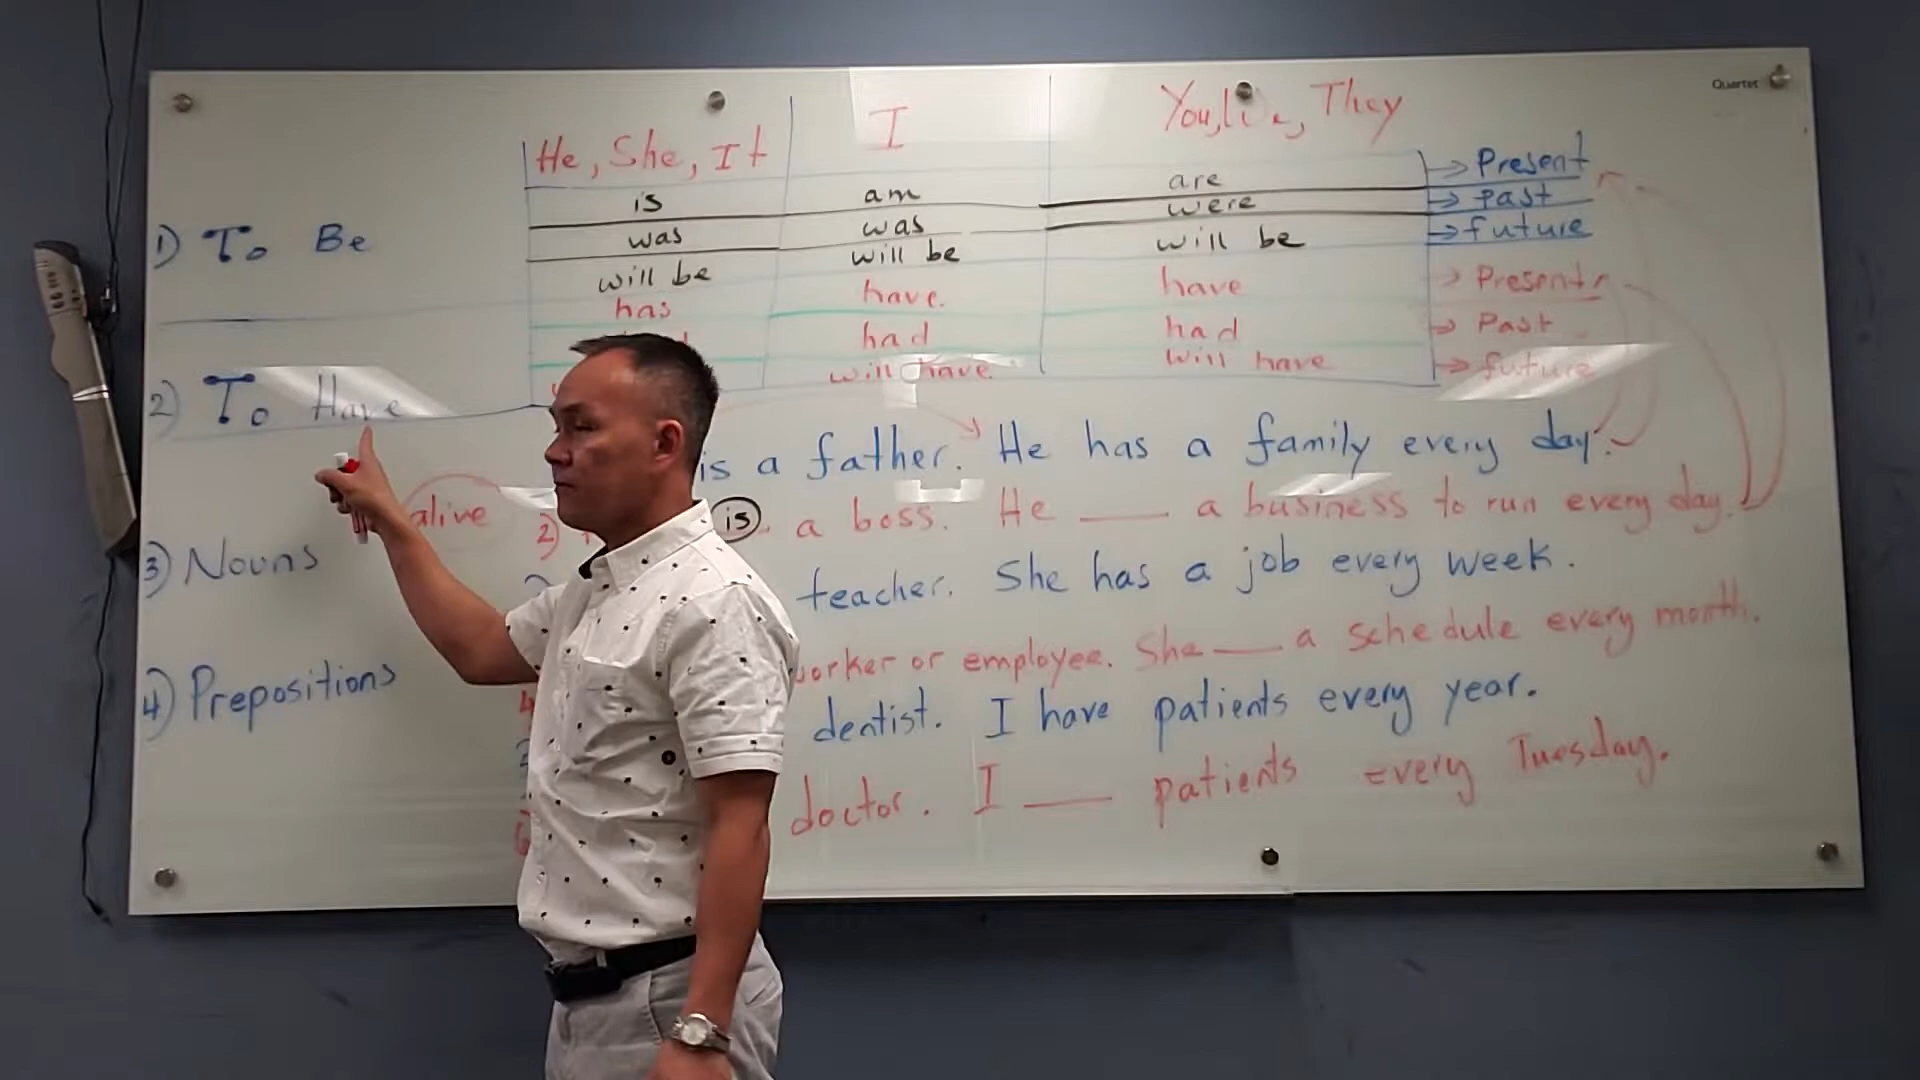 Quartet
He, She, It I You, They
1) To Be
is am are → Present
was was were → Past
will be will be will be → future
2) To Have
has have. have → Present
had had → Past
will have will have → future
is a father. He has a family every day.
alive 2) is a boss. He ____ a business to run every day.
3) Nouns
teacher. She has a job every week.
worker or employee. She ____ a schedule every month.
4) Prepositions
dentist. I have patients every year.
doctor. I ____ patients every Tuesday.